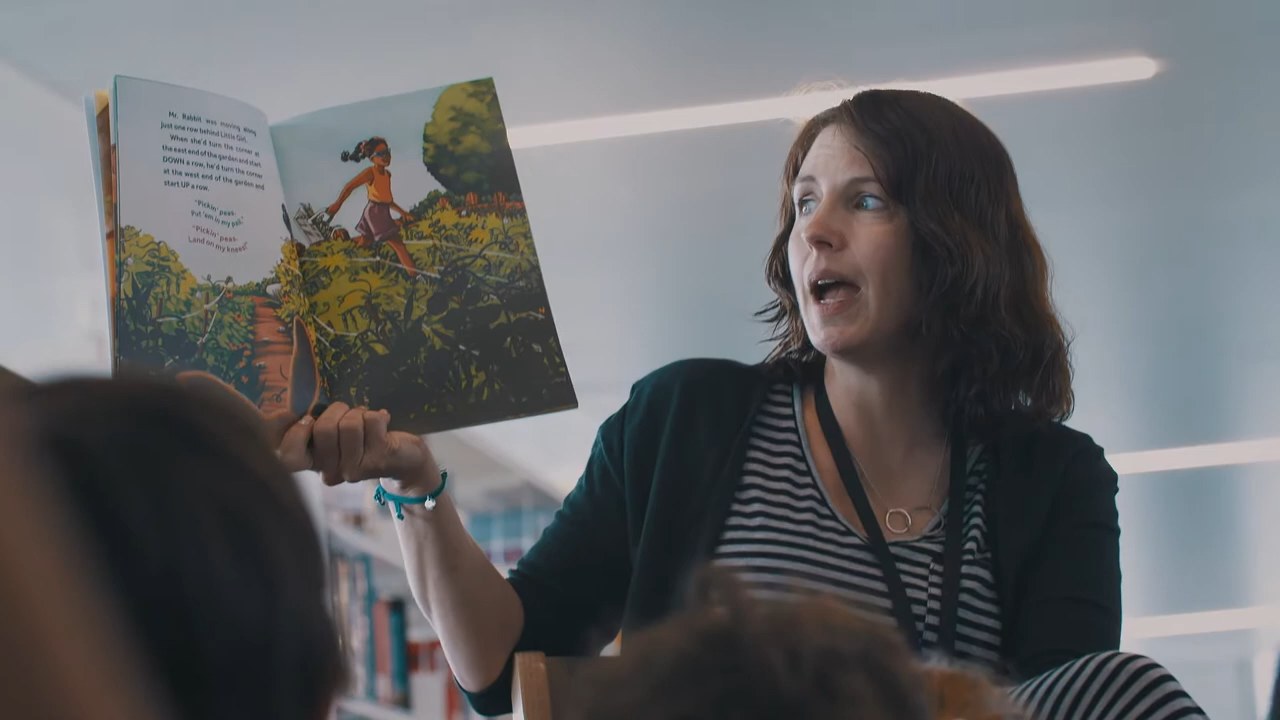 Mr. Rabbit was moving along
just one row behind Little Girl.
When she'd turn the corner at
the east end of the garden and start
DOWN a row, he'd turn the corner
at the west end of the garden and
start UP a row.
"Pickin' peas.
Put 'em in my pail."
"Pickin' peas.
Land on my knees!"